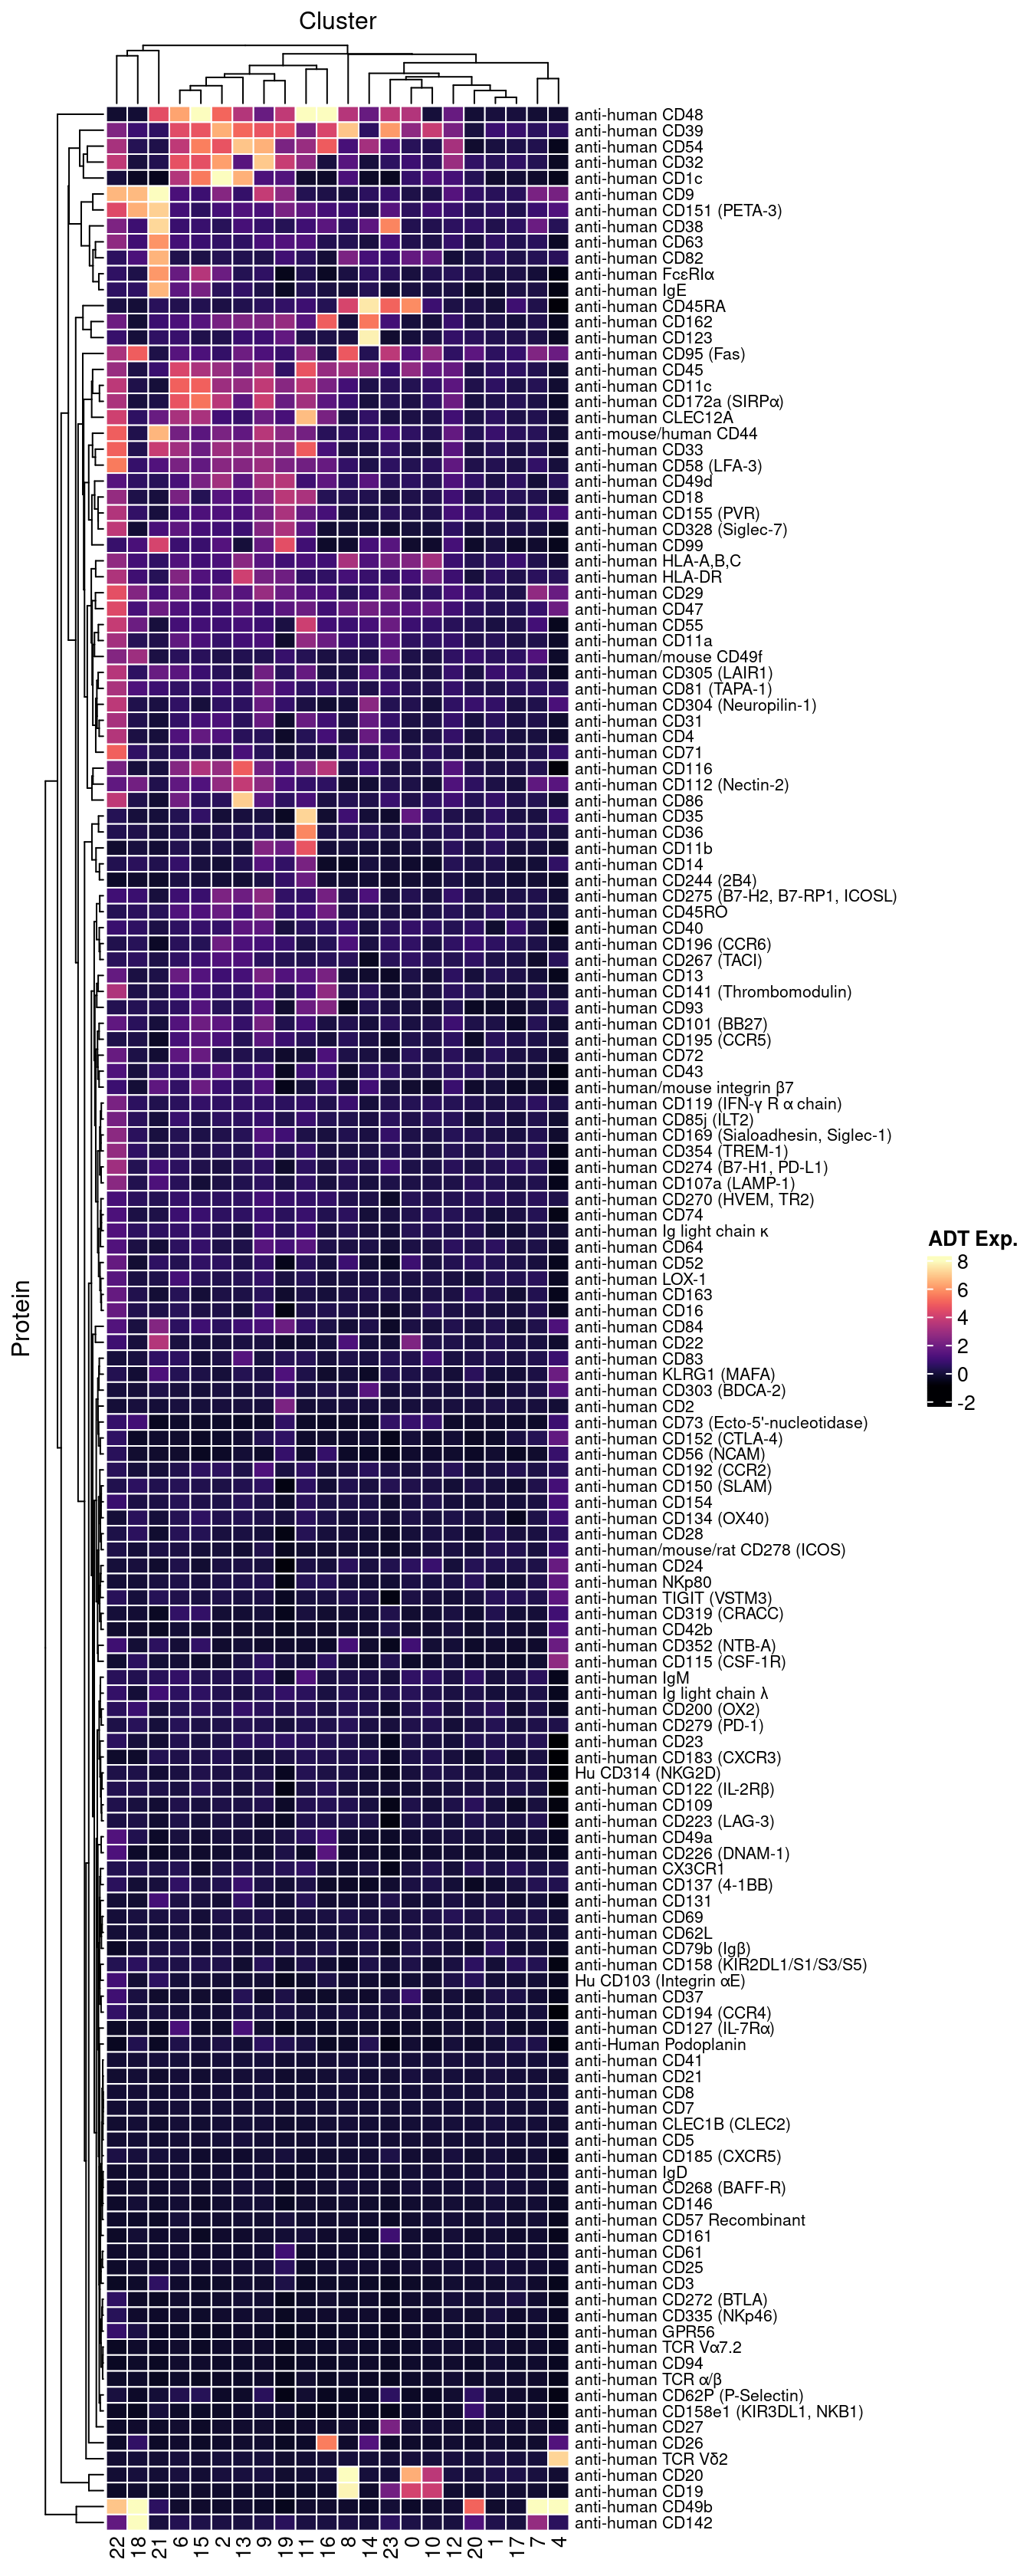 Cluster
anti-human CD48
anti-human CD39
anti-human CD54
anti-human CD32
anti-human CD1c
anti-human CD9
anti-human CD151 (PETA-3)
anti-human CD38
anti-human CD63
anti-human CD82
anti-human FcεRIα
anti-human IgE
anti-human CD45RA
anti-human CD162
anti-human CD123
anti-human CD95 (Fas)
anti-human CD45
anti-human CD11c
anti-human CD172a (SIRPα)
anti-human CLEC12A
anti-mouse/human CD44
anti-human CD33
anti-human CD58 (LFA-3)
anti-human CD49d
anti-human CD18
anti-human CD155 (PVR)
anti-human CD328 (Siglec-7)
anti-human CD99
anti-human HLA-A,B,C
anti-human HLA-DR
anti-human CD29
anti-human CD47
anti-human CD55
anti-human CD11a
anti-human/mouse CD49f
anti-human CD305 (LAIR1)
anti-human CD81 (TAPA-1)
anti-human CD304 (Neuropilin-1)
anti-human CD31
anti-human CD4
anti-human CD71
anti-human CD116
anti-human CD112 (Nectin-2)
anti-human CD86
anti-human CD35
anti-human CD36
anti-human CD11b
anti-human CD14
anti-human CD244 (2B4)
anti-human CD275 (B7-H2, B7-RP1, ICOSL)
anti-human CD45RO
anti-human CD40
anti-human CD196 (CCR6)
anti-human CD267 (TACI)
anti-human CD13
anti-human CD141 (Thrombomodulin)
anti-human CD93
anti-human CD101 (BB27)
anti-human CD195 (CCR5)
anti-human CD72
anti-human CD43
anti-human/mouse integrin β7
anti-human CD119 (IFN-γ R α chain)
anti-human CD85j (ILT2)
anti-human CD169 (Sialoadhesin, Siglec-1)
anti-human CD354 (TREM-1)
anti-human CD274 (B7-H1, PD-L1)
anti-human CD107a (LAMP-1)
anti-human CD270 (HVEM, TR2)
anti-human CD74
anti-human Ig light chain κ
anti-human CD64
anti-human CD52
anti-human LOX-1
anti-human CD163
anti-human CD16
anti-human CD84
anti-human CD22
anti-human CD83
anti-human KLRG1 (MAFA)
anti-human CD303 (BDCA-2)
anti-human CD2
anti-human CD73 (Ecto-5'-nucleotidase)
anti-human CD152 (CTLA-4)
anti-human CD56 (NCAM)
anti-human CD192 (CCR2)
anti-human CD150 (SLAM)
anti-human CD154
anti-human CD134 (OX40)
anti-human CD28
anti-human/mouse/rat CD278 (ICOS)
anti-human CD24
anti-human NKp80
anti-human TIGIT (VSTM3)
anti-human CD319 (CRACC)
anti-human CD42b
anti-human CD352 (NTB-A)
anti-human CD115 (CSF-1R)
anti-human IgM
anti-human Ig light chain λ
anti-human CD200 (OX2)
anti-human CD279 (PD-1)
anti-human CD23
anti-human CD183 (CXCR3)
Hu CD314 (NKG2D)
anti-human CD122 (IL-2Rβ)
anti-human CD109
anti-human CD223 (LAG-3)
anti-human CD49a
anti-human CD226 (DNAM-1)
anti-human CX3CR1
anti-human CD137 (4-1BB)
anti-human CD131
anti-human CD69
anti-human CD62L
anti-human CD79b (Igβ)
anti-human CD158 (KIR2DL1/S1/S3/S5)
Hu CD103 (Integrin αE)
anti-human CD37
anti-human CD194 (CCR4)
anti-human CD127 (IL-7Rα)
anti-Human Podoplanin
anti-human CD41
anti-human CD21
anti-human CD8
anti-human CD7
anti-human CLEC1B (CLEC2)
anti-human CD5
anti-human CD185 (CXCR5)
anti-human IgD
anti-human CD268 (BAFF-R)
anti-human CD146
anti-human CD57 Recombinant
anti-human CD161
anti-human CD61
anti-human CD25
anti-human CD3
anti-human CD272 (BTLA)
anti-human CD335 (NKp46)
anti-human GPR56
anti-human TCR Vα7.2
anti-human CD94
anti-human TCR α/β
anti-human CD62P (P-Selectin)
anti-human CD158e1 (KIR3DL1, NKB1)
anti-human CD27
anti-human CD26
anti-human TCR Vδ2
anti-human CD20
anti-human CD19
anti-human CD49b
anti-human CD142
Protein
22 18 21 6 15 2 13 9 19 11 16 8 14 23 0 10 12 20 1 17 7 4
ADT Exp.
8
6
4
2
0
-2